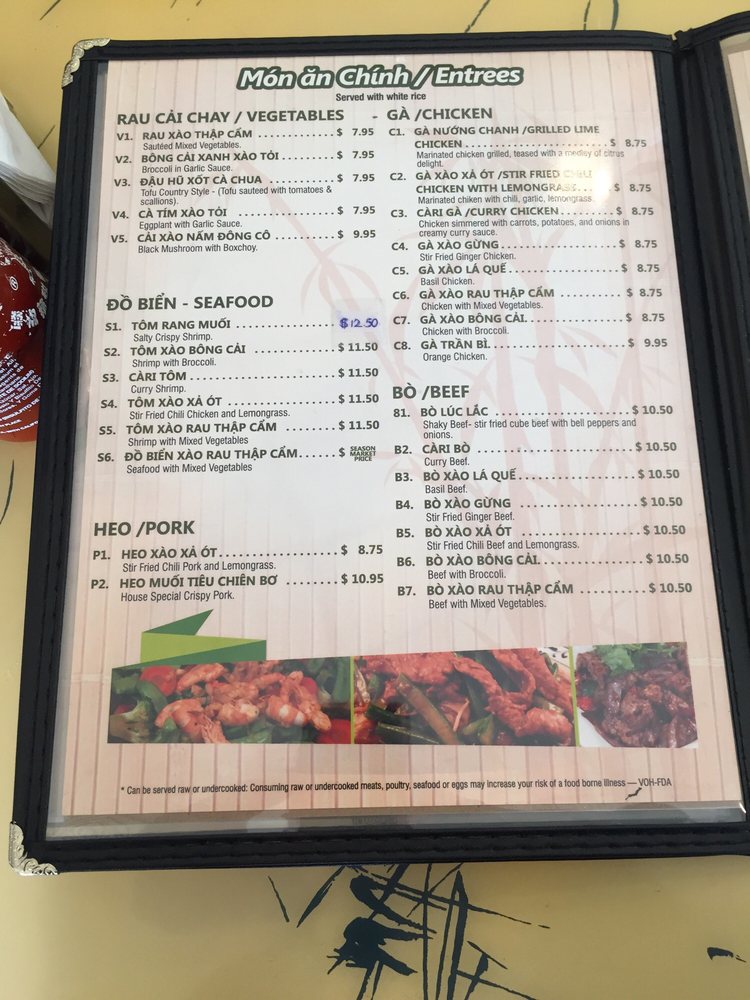 Món ăn Chính / Entrees
Served with white rice
RAU CẢI CHAY / VEGETABLES
V1. RAU XÀO THẬP CẨM .................. $ 7.95
Sautéed Mixed Vegetables.
V2. BÔNG CẢI XANH XÀO TỎI ......... $ 7.95
Broccoli in Garlic Sauce.
V3. ĐẬU HŨ XỐT CÀ CHUA ............... $ 7.95
Tofu Country Style - (Tofu sauteed with tomatoes &
scallions).
V4. CÀ TÍM XÀO TỎI ..................... $ 7.95
Eggplant with Garlic Sauce.
V5. CẢI XÀO NẤM ĐÔNG CÔ ............ $ 9.95
Black Mushroom with Boxchoy.
ĐỒ BIỂN - SEAFOOD
S1. TÔM RANG MUỐI .................. $12.50
Salty Crispy Shrimp.
S2. TÔM XÀO BÔNG CẢI ............... $ 11.50
Shrimp with Broccoli.
S3. CÀRI TÔM ........................... $ 11.50
Curry Shrimp.
S4. TÔM XÀO XẢ ÓT .................... $ 11.50
Stir Fried Chili Chicken and Lemongrass.
S5. TÔM XÀO RAU THẬP CẨM ......... $ 11.50
Shrimp with Mixed Vegetables
S6. ĐỒ BIỂN XÀO RAU THẬP CẨM...... $ SEASON MARKET PRICE
Seafood with Mixed Vegetables
HEO /PORK
P1. HEO XÀO XẢ ÓT..................... $ 8.75
Stir Fried Chili Pork and Lemongrass.
P2. HEO MUỐI TIÊU CHIÊN BƠ ......... $ 10.95
House Special Crispy Pork.
- GÀ /CHICKEN
C1. GÀ NƯỚNG CHANH /GRILLED LIME
CHICKEN ................................. $ 8.75
Marinated chicken grilled, teased with a medley of citrus
delight.
C2. GÀ XÀO XẢ ÓT /STIR FRIED CHILI
CHICKEN WITH LEMONGRASS...... $ 8.75
Marinated chiken with chili, garlic, lemongrass.
C3. CÀRI GÀ /CURRY CHICKEN......... $ 8.75
Chicken simmered with carrots, potatoes, and onions in
creamy curry sauce.
C4. GÀ XÀO GỪNG..................... $ 8.75
Stir Fried Ginger Chicken.
C5. GÀ XÀO LÁ QUẾ.................... $ 8.75
Basil Chicken.
C6. GÀ XÀO RAU THẬP CẨM ......... $ 8.75
Chicken with Mixed Vegetables.
C7. GÀ XÀO BÔNG CẢI.................. $ 8.75
Chicken with Broccoli.
C8. GÀ TRẦN BÌ........................ $ 9.95
Orange Chicken.
BÒ /BEEF
81. BÒ LÚC LẮC ........................ $ 10.50
Shaky Beef- stir fried cube beef with bell peppers and
onions.
B2. CÀRI BÒ ........................... $ 10.50
Curry Beef.
B3. BÒ XÀO LÁ QUẾ.................... $ 10.50
Basil Beef.
B4. BÒ XÀO GỪNG ..................... $ 10.50
Stir Fried Ginger Beef.
B5. BÒ XÀO XẢ ÓT ..................... $ 10.50
Stir Fried Chili Beef and Lemongrass.
B6. BÒ XÀO BÔNG CẢI.................. $ 10.50
Beef with Broccoli.
B7. BÒ XÀO RAU THẬP CẨM ......... $ 10.50
Beef with Mixed Vegetables.
* Can be served raw or undercooked: Consuming raw or undercooked meats, poultry, seafood or eggs may increase your risk of a food borne illness — VOH-FDA